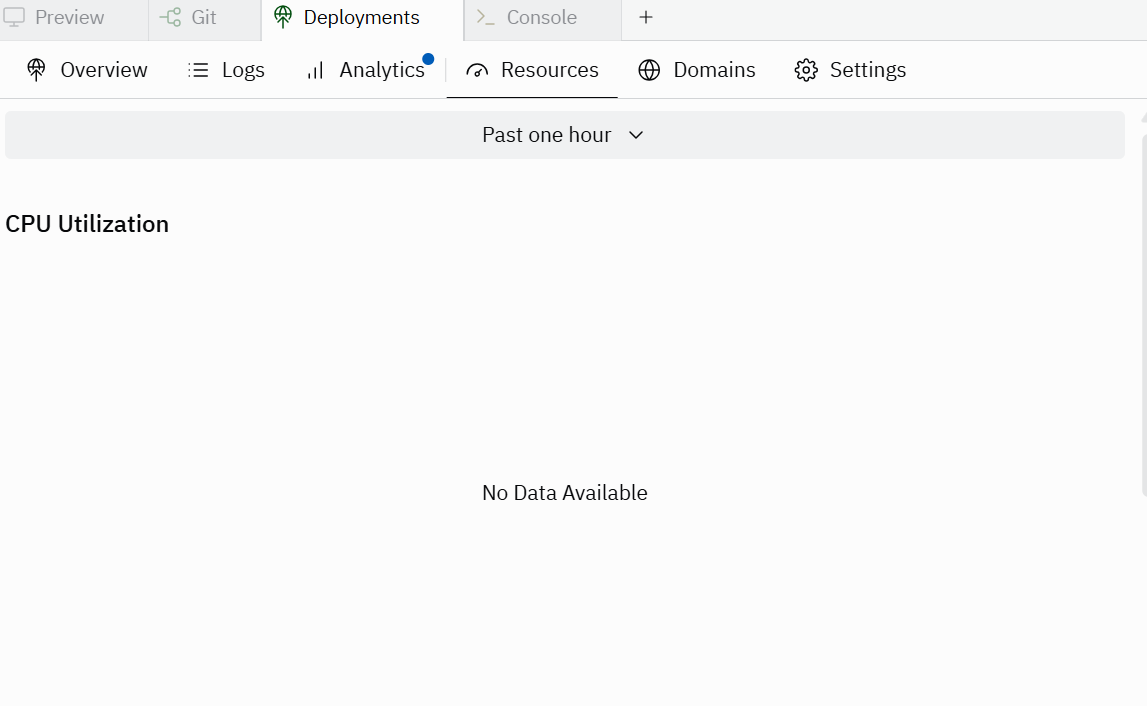 Preview Git Deployments Console
Overview Logs Analytics Resources Domains Settings
Past one hour
CPU Utilization
No Data Available